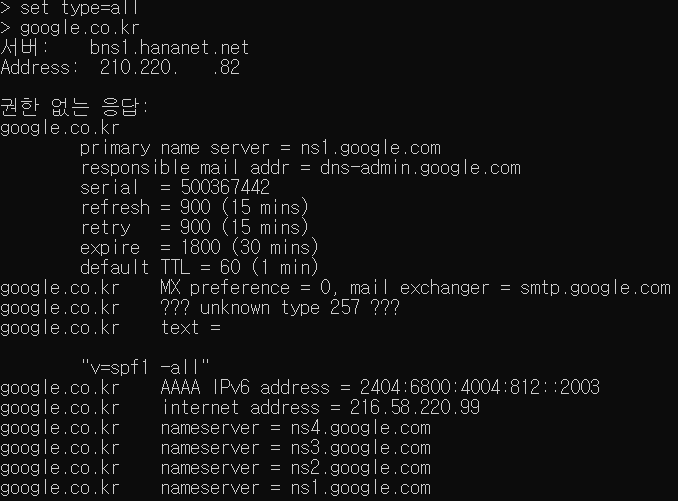 > set type=all
> google.co.kr
서버:    bns1.hananet.net
Address:  210.220.   .82

권한 없는 응답:
google.co.kr
        primary name server = ns1.google.com
        responsible mail addr = dns-admin.google.com
        serial  = 500367442
        refresh = 900 (15 mins)
        retry   = 900 (15 mins)
        expire  = 1800 (30 mins)
        default TTL = 60 (1 min)
google.co.kr    MX preference = 0, mail exchanger = smtp.google.com
google.co.kr    ??? unknown type 257 ???
google.co.kr    text =

        "v=spf1 -all"
google.co.kr    AAAA IPv6 address = 2404:6800:4004:812::2003
google.co.kr    internet address = 216.58.220.99
google.co.kr    nameserver = ns4.google.com
google.co.kr    nameserver = ns3.google.com
google.co.kr    nameserver = ns2.google.com
google.co.kr    nameserver = ns1.google.com